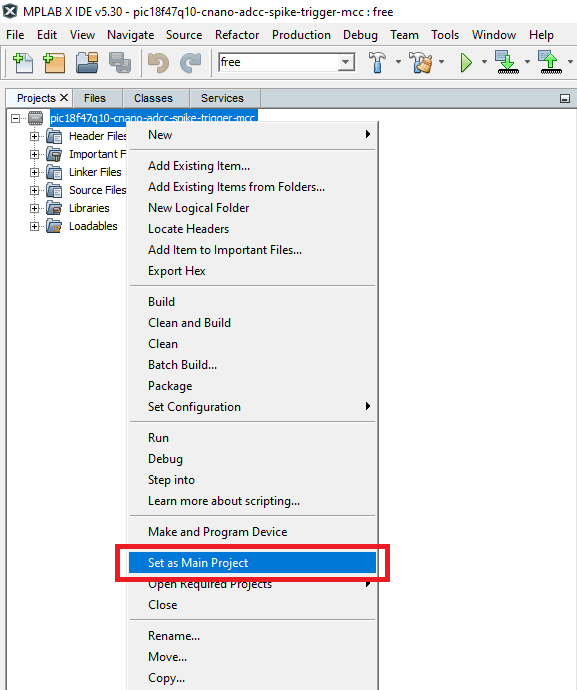 MPLAB X IDE v5.30 - pic18f47q10-cnano-adcc-spike-trigger-mcc : free
File Edit View Navigate Source Refactor Production Debug Team Tools Window Help
free
Projects Files Classes Services
pic18f47q10-cnano-adcc-spike-trigger-mcc
Header Files
Important F
Linker Files
Source Files
Libraries
Loadables
New
Add Existing Item...
Add Existing Items from Folders...
New Logical Folder
Locate Headers
Add Item to Important Files...
Export Hex
Build
Clean and Build
Clean
Batch Build...
Package
Set Configuration
Run
Debug
Step into
Learn more about scripting...
Make and Program Device
Set as Main Project
Open Required Projects
Close
Rename...
Move...
Copy...